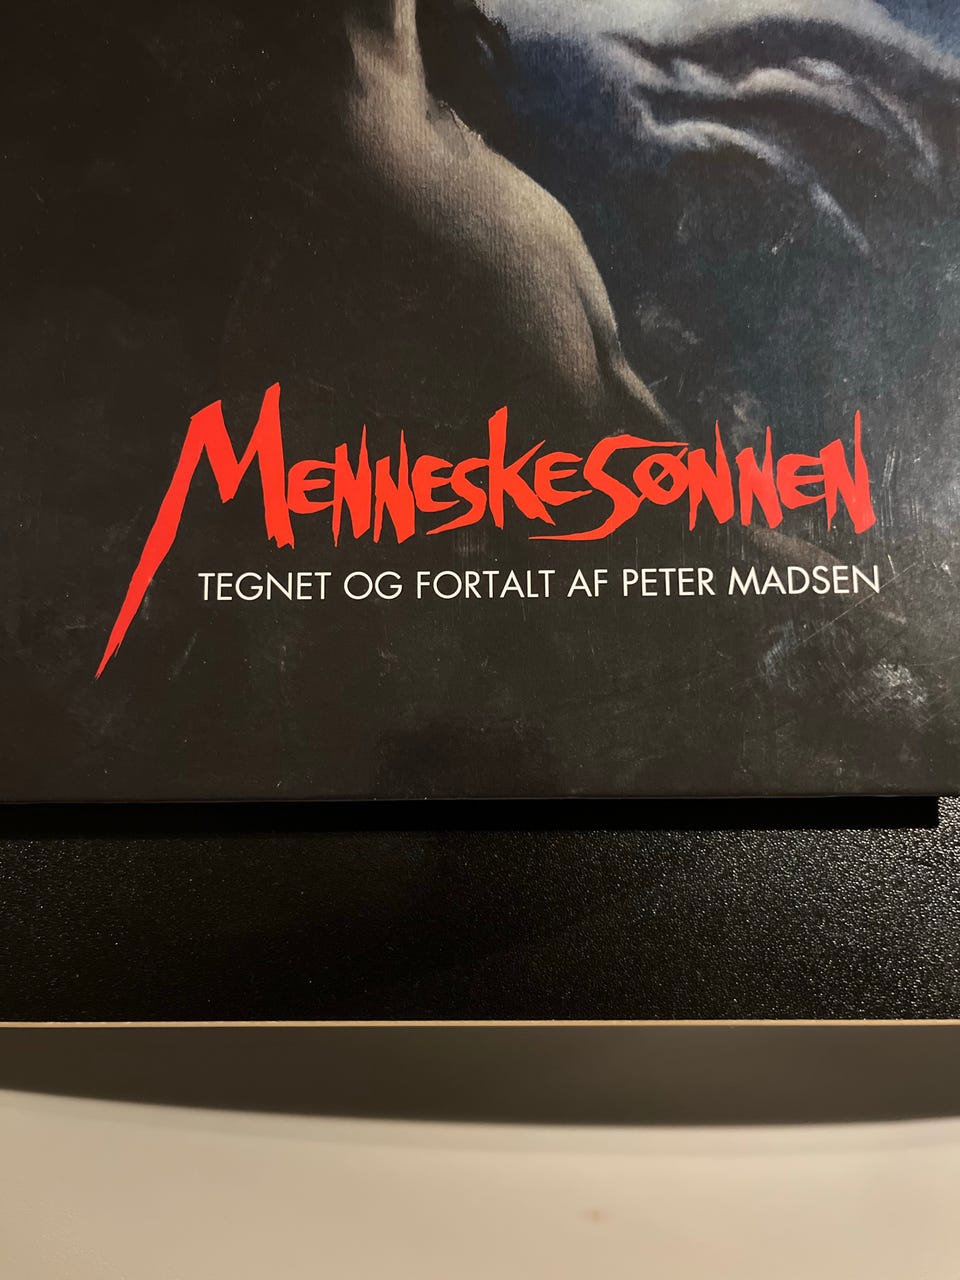 MENNESKESØNNEN
TEGNET OG FORTALT AF PETER MADSEN